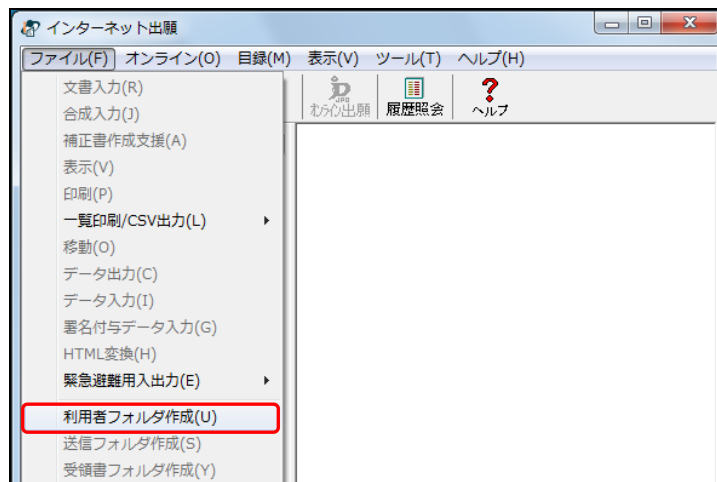 インターネット出願
ファイル(F) オンライン(O) 目録(M) 表示(V) ツール(T) ヘルプ(H)
文書入力(R)
合成入力(J)
補正書作成支援(A)
表示(V)
印刷(P)
一覧印刷/CSV出力(L)
移動(O)
データ出力(C)
データ入力(I)
署名付与データ入力(G)
HTML変換(H)
緊急避難用入出力(E)
利用者フォルダ作成(U)
送信フォルダ作成(S)
受領書フォルダ作成(Y)
JPO
むらく出願 履歴照会 ヘルプ